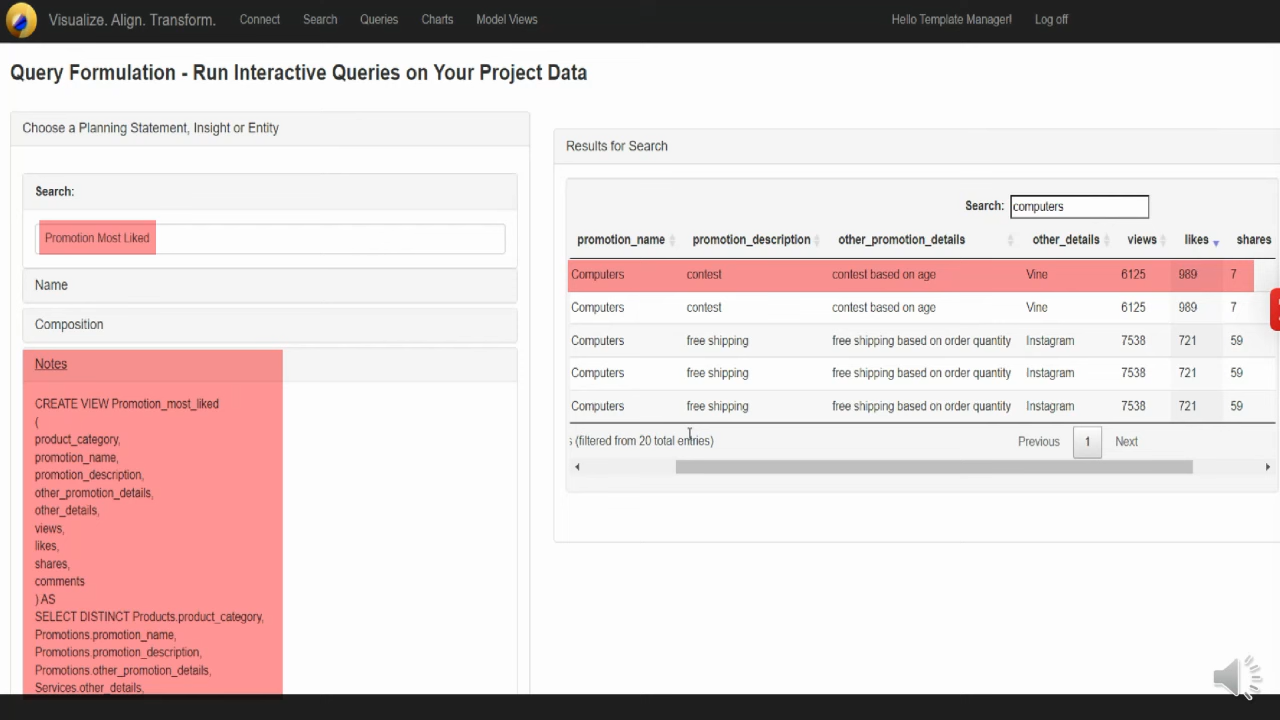 Visualize. Align. Transform. Connect Search Queries Charts Model Views Hello Template Manager! Log off
Query Formulation - Run Interactive Queries on Your Project Data
Choose a Planning Statement, Insight or Entity
Search:
Promotion Most Liked
Name
Composition
Notes
CREATE VIEW Promotion_most_liked
(
product_category,
promotion_name,
promotion_description,
other_promotion_details,
other_details,
views,
likes,
shares,
comments
) AS
SELECT DISTINCT Products.product_category,
Promotions.promotion_name,
Promotions.promotion_description,
Promotions.other_promotion_details,
Services.other_details,
Results for Search
Search: computers
promotion_name promotion_description other_promotion_details other_details views likes shares
Computers contest contest based on age Vine 6125 989 7
Computers contest contest based on age Vine 6125 989 7
Computers free shipping free shipping based on order quantity Instagram 7538 721 59
Computers free shipping free shipping based on order quantity Instagram 7538 721 59
Computers free shipping free shipping based on order quantity Instagram 7538 721 59
s (filtered from 20 total entries) Previous 1 Next